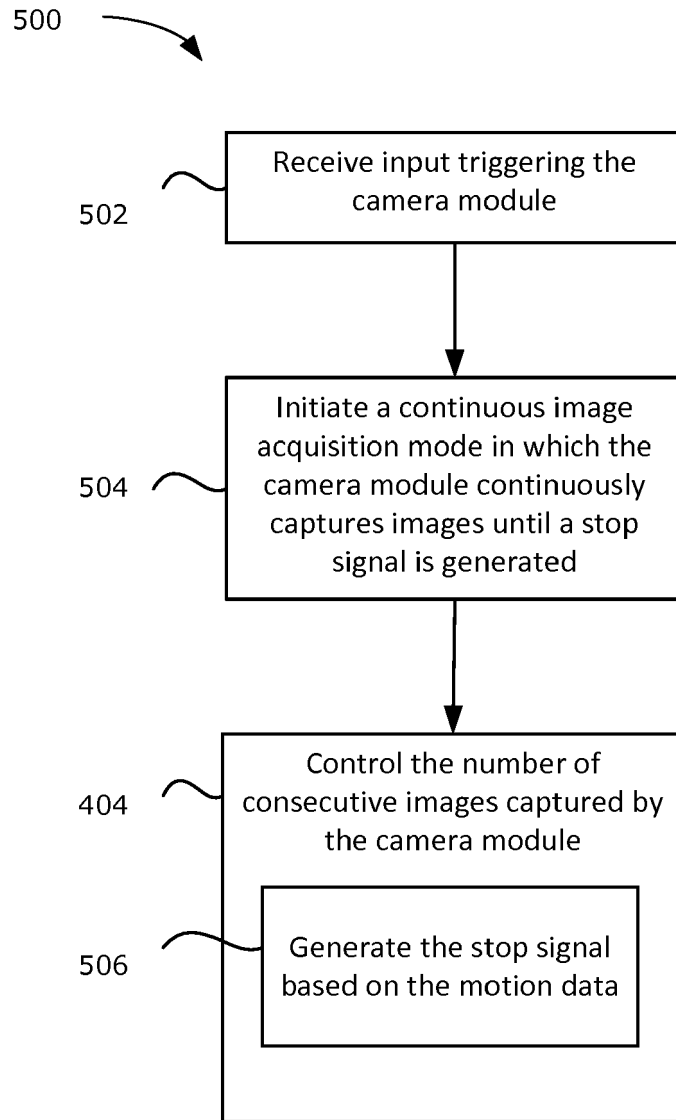 500
Receive input triggering the
camera module
502
Initiate a continuous image
acquisition mode in which the
camera module continuously
captures images until a stop
signal is generated
504
Control the number of
consecutive images captured by
the camera module
404
Generate the stop signal
based on the motion data
506